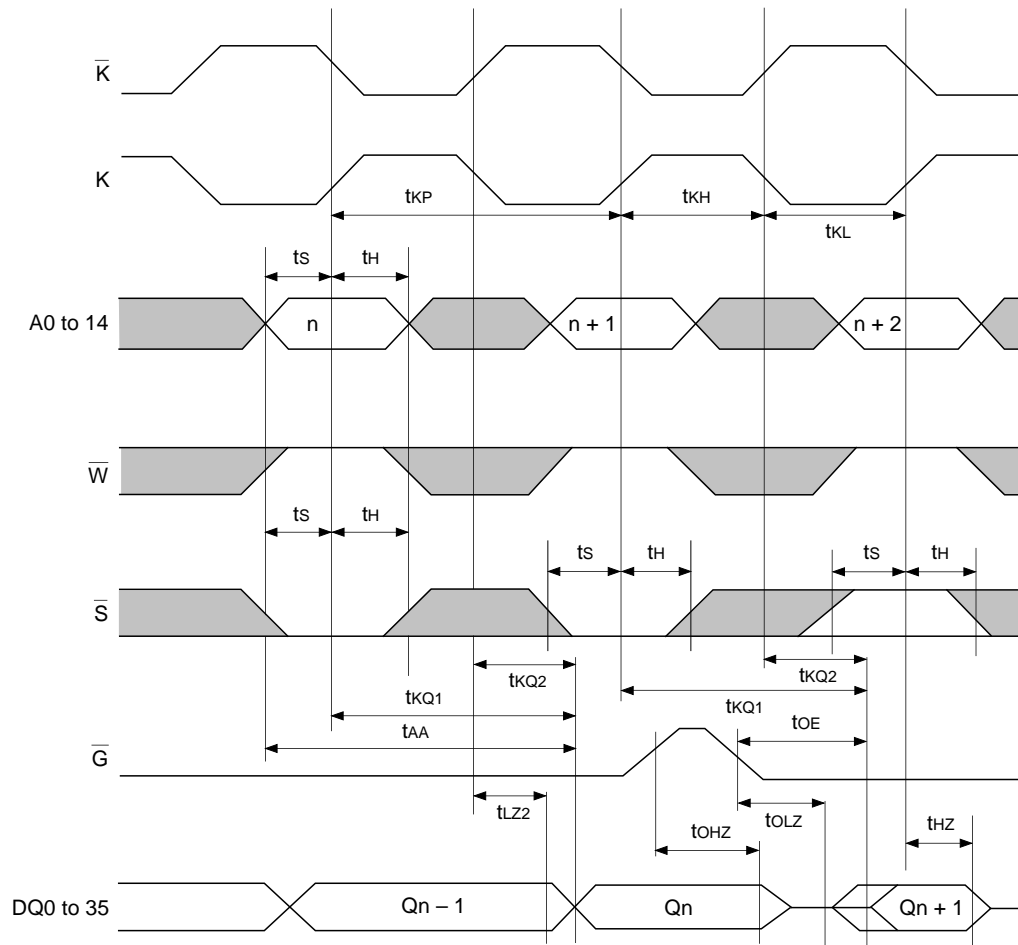 K̅
K
tKP
tKH
tKL
tS
tH
A0 to 14
n
n + 1
n + 2
W̅
tS
tH
tS
tH
tS
tH
S̅
tKQ2
tKQ2
tKQ1
tKQ1
tAA
tOE
G̅
tLZ2
tOHZ
tOLZ
tHZ
DQ0 to 35
Qn – 1
Qn
Qn + 1